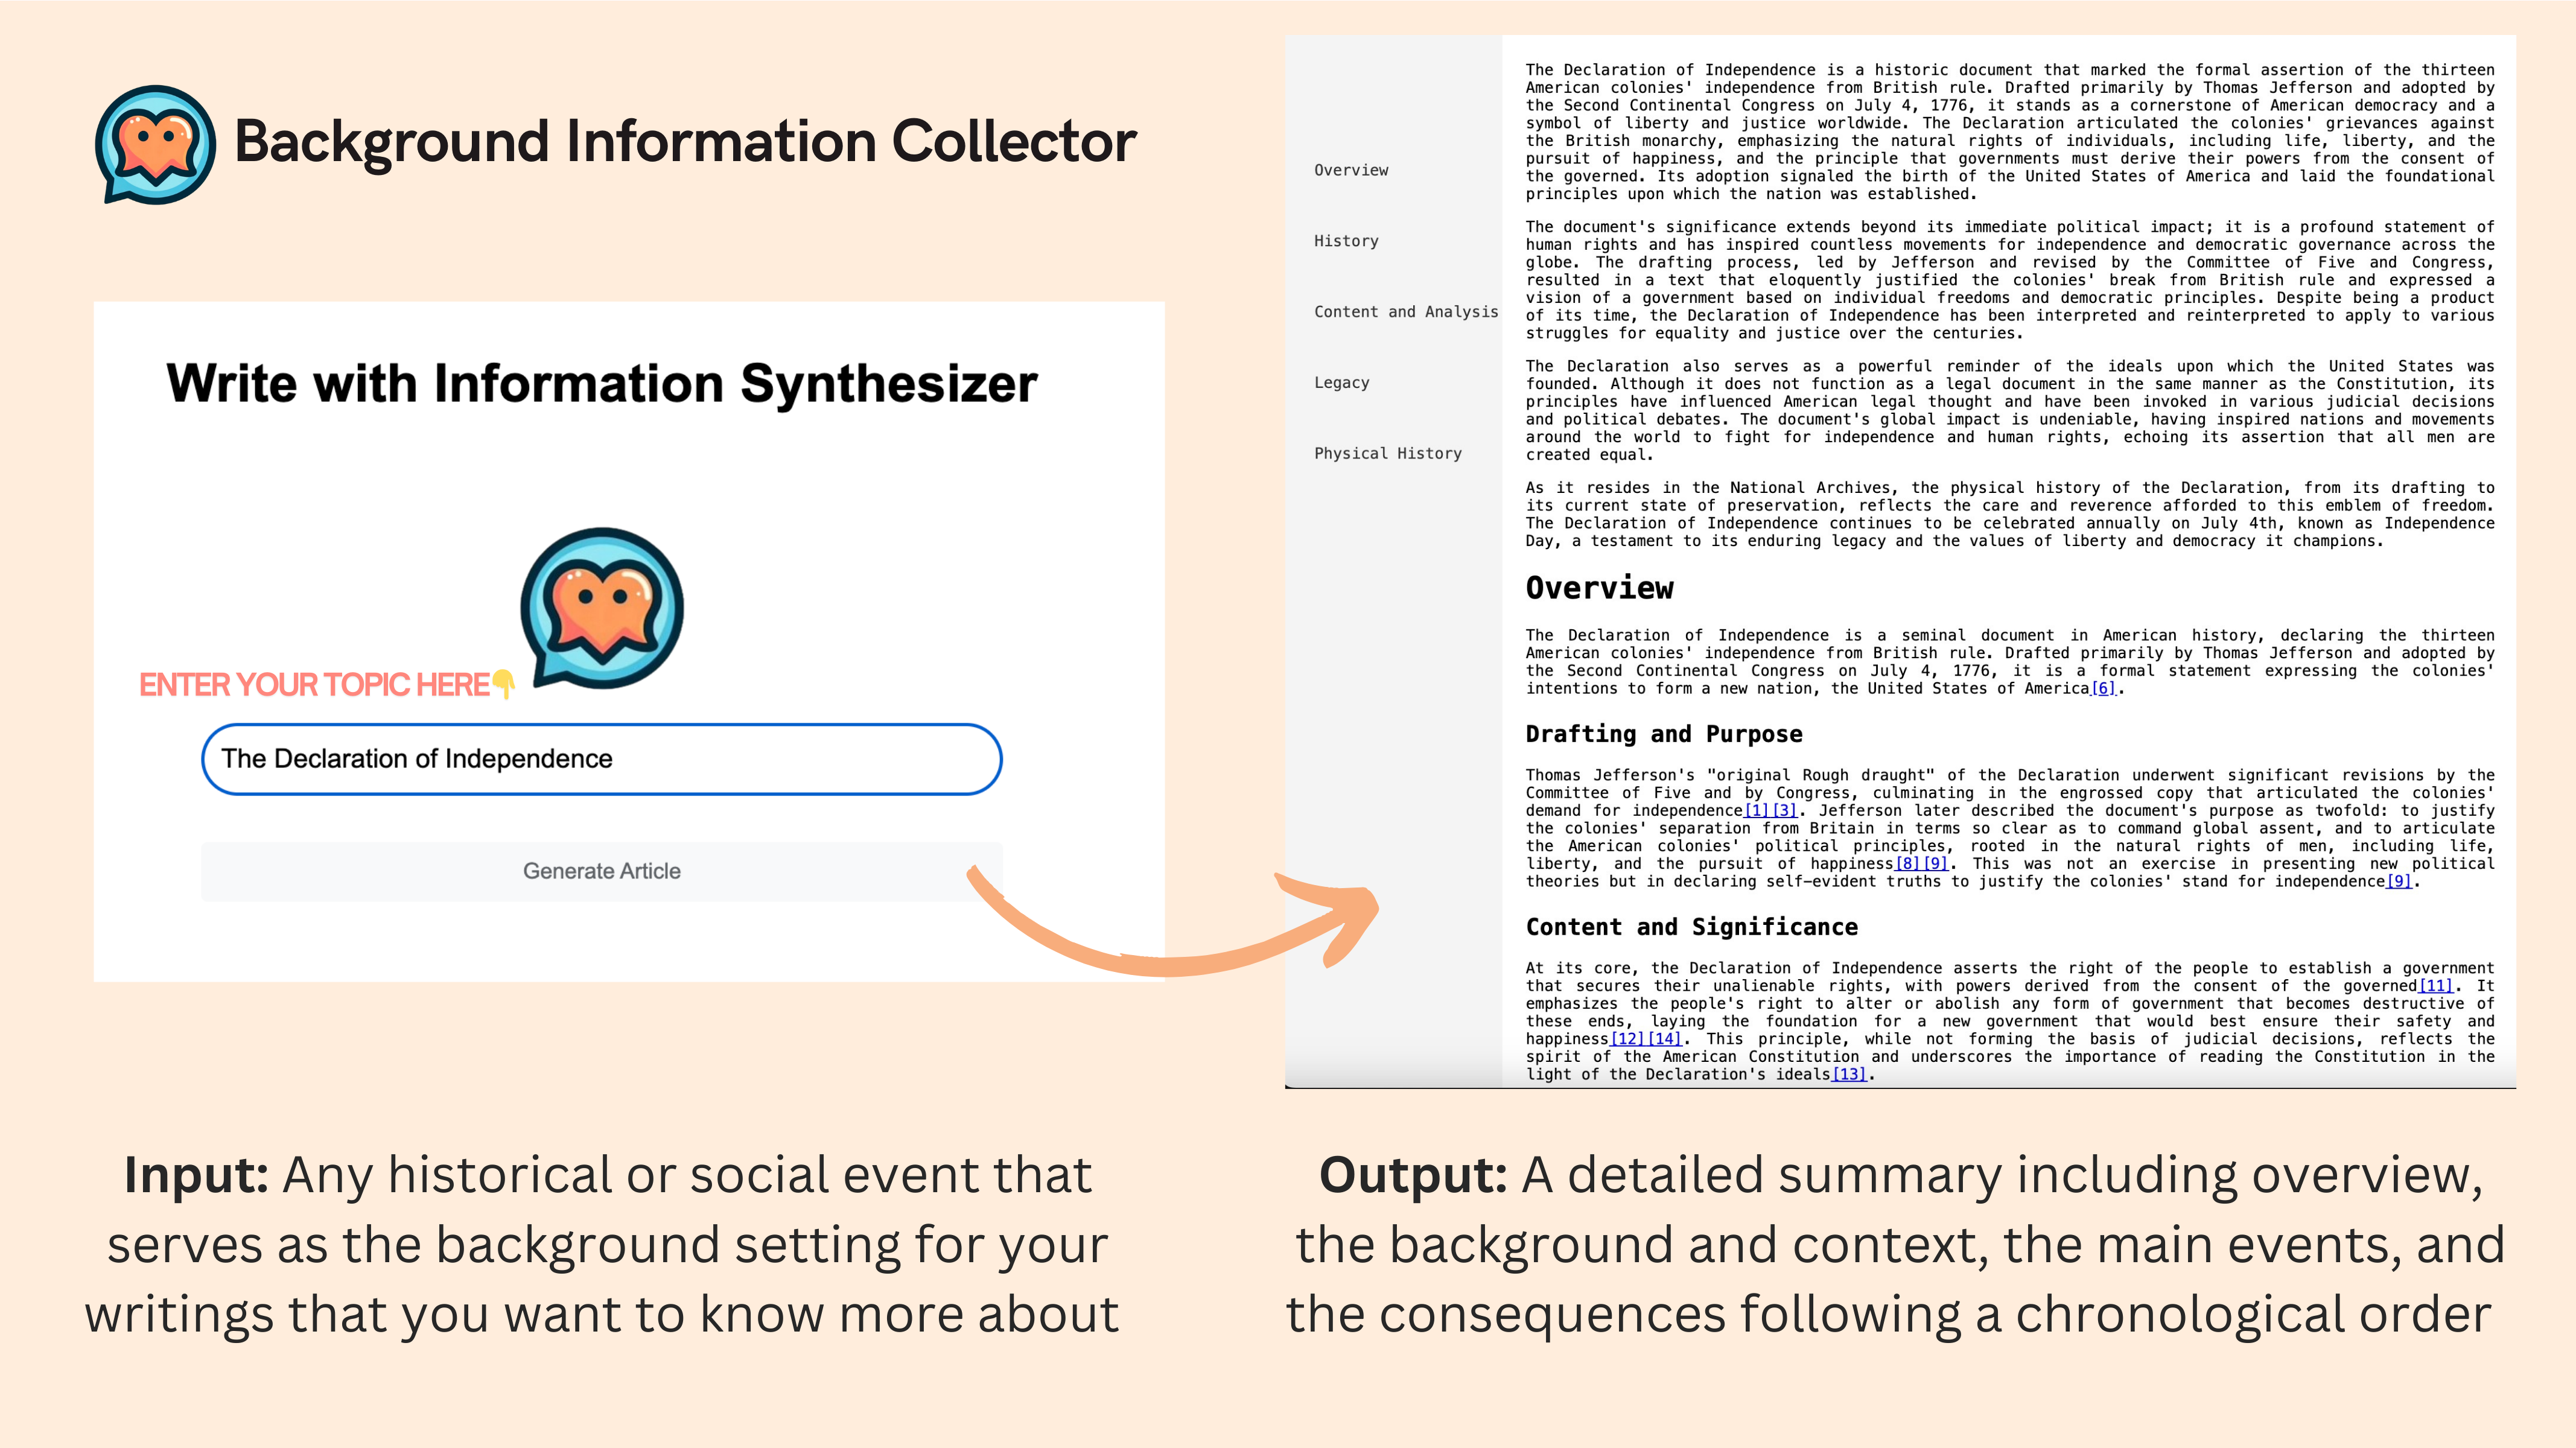 Background Information Collector
Write with Information Synthesizer
ENTER YOUR TOPIC HERE👇
The Declaration of Independence
Generate Article
Input: Any historical or social event that
serves as the background setting for your
writings that you want to know more about
Overview
History
Content and Analysis
Legacy
Physical History
The Declaration of Independence is a historic document that marked the formal assertion of the thirteen
American colonies' independence from British rule. Drafted primarily by Thomas Jefferson and adopted by
the Second Continental Congress on July 4, 1776, it stands as a cornerstone of American democracy and a
symbol of liberty and justice worldwide. The Declaration articulated the colonies' grievances against
the British monarchy, emphasizing the natural rights of individuals, including life, liberty, and the
pursuit of happiness, and the principle that governments must derive their powers from the consent of
the governed. Its adoption signaled the birth of the United States of America and laid the foundational
principles upon which the nation was established.
The document's significance extends beyond its immediate political impact; it is a profound statement of
human rights and has inspired countless movements for independence and democratic governance across the
globe. The drafting process, led by Jefferson and revised by the Committee of Five and Congress,
resulted in a text that eloquently justified the colonies' break from British rule and expressed a
vision of a government based on individual freedoms and democratic principles. Despite being a product
of its time, the Declaration of Independence has been interpreted and reinterpreted to apply to various
struggles for equality and justice over the centuries.
The Declaration also serves as a powerful reminder of the ideals upon which the United States was
founded. Although it does not function as a legal document in the same manner as the Constitution, its
principles have influenced American legal thought and have been invoked in various judicial decisions
and political debates. The document's global impact is undeniable, having inspired nations and movements
around the world to fight for independence and human rights, echoing its assertion that all men are
created equal.
As it resides in the National Archives, the physical history of the Declaration, from its drafting to
its current state of preservation, reflects the care and reverence afforded to this emblem of freedom.
The Declaration of Independence continues to be celebrated annually on July 4th, known as Independence
Day, a testament to its enduring legacy and the values of liberty and democracy it champions.
Overview
The Declaration of Independence is a seminal document in American history, declaring the thirteen
American colonies' independence from British rule. Drafted primarily by Thomas Jefferson and adopted by
the Second Continental Congress on July 4, 1776, it is a formal statement expressing the colonies'
intentions to form a new nation, the United States of America[6].
Drafting and Purpose
Thomas Jefferson's "original Rough draught" of the Declaration underwent significant revisions by the
Committee of Five and by Congress, culminating in the engrossed copy that articulated the colonies'
demand for independence[1][3]. Jefferson later described the document's purpose as twofold: to justify
the colonies' separation from Britain in terms so clear as to command global assent, and to articulate
the American colonies' political principles, rooted in the natural rights of men, including life,
liberty, and the pursuit of happiness[8][9]. This was not an exercise in presenting new political
theories but in declaring self-evident truths to justify the colonies' stand for independence[9].
Content and Significance
At its core, the Declaration of Independence asserts the right of the people to establish a government
that secures their unalienable rights, with powers derived from the consent of the governed[11]. It
emphasizes the people's right to alter or abolish any form of government that becomes destructive of
these ends, laying the foundation for a new government that would best ensure their safety and
happiness[12][14]. This principle, while not forming the basis of judicial decisions, reflects the
spirit of the American Constitution and underscores the importance of reading the Constitution in the
light of the Declaration's ideals[13].
Output: A detailed summary including overview,
the background and context, the main events, and
the consequences following a chronological order